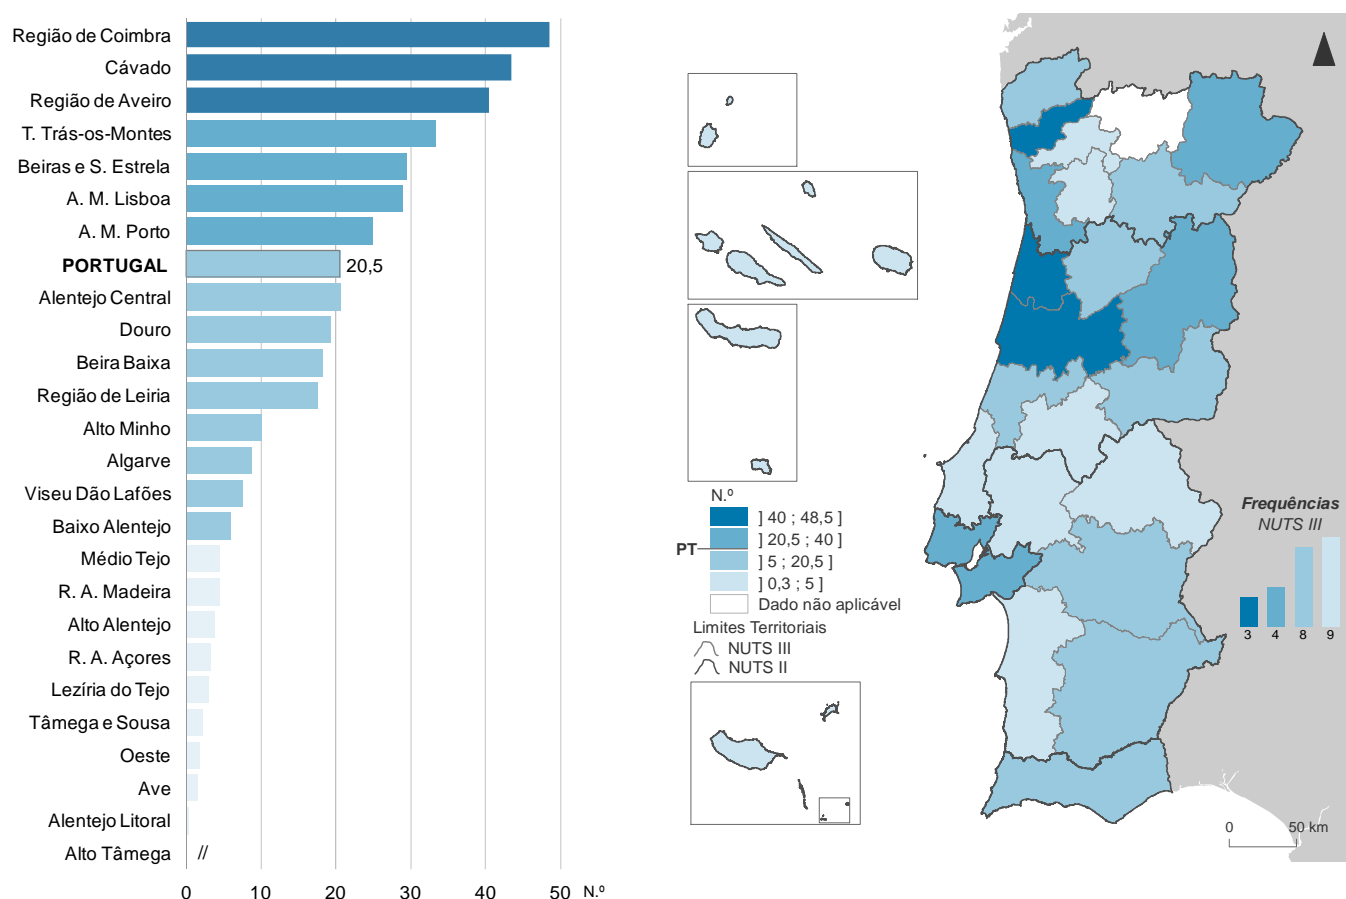 Região de Coimbra
Cávado
Região de Aveiro
T. Trás-os-Montes
Beiras e S. Estrela
A. M. Lisboa
A. M. Porto
PORTUGAL 20,5
Alentejo Central
Douro
Beira Baixa
Região de Leiria
Alto Minho
Algarve
Viseu Dão Lafões
Baixo Alentejo
Médio Tejo
R. A. Madeira
Alto Alentejo
R. A. Açores
Lezíria do Tejo
Tâmega e Sousa
Oeste
Ave
Alentejo Litoral
Alto Tâmega //
0 10 20 30 40 50 N.º
N.º
] 40 ; 48,5 ]
] 20,5 ; 40 ]
PT
] 5 ; 20,5 ]
] 0,3 ; 5 ]
Dado não aplicável
Limites Territoriais
NUTS III
NUTS II
Frequências
NUTS III
3 4 8 9
0 50 km